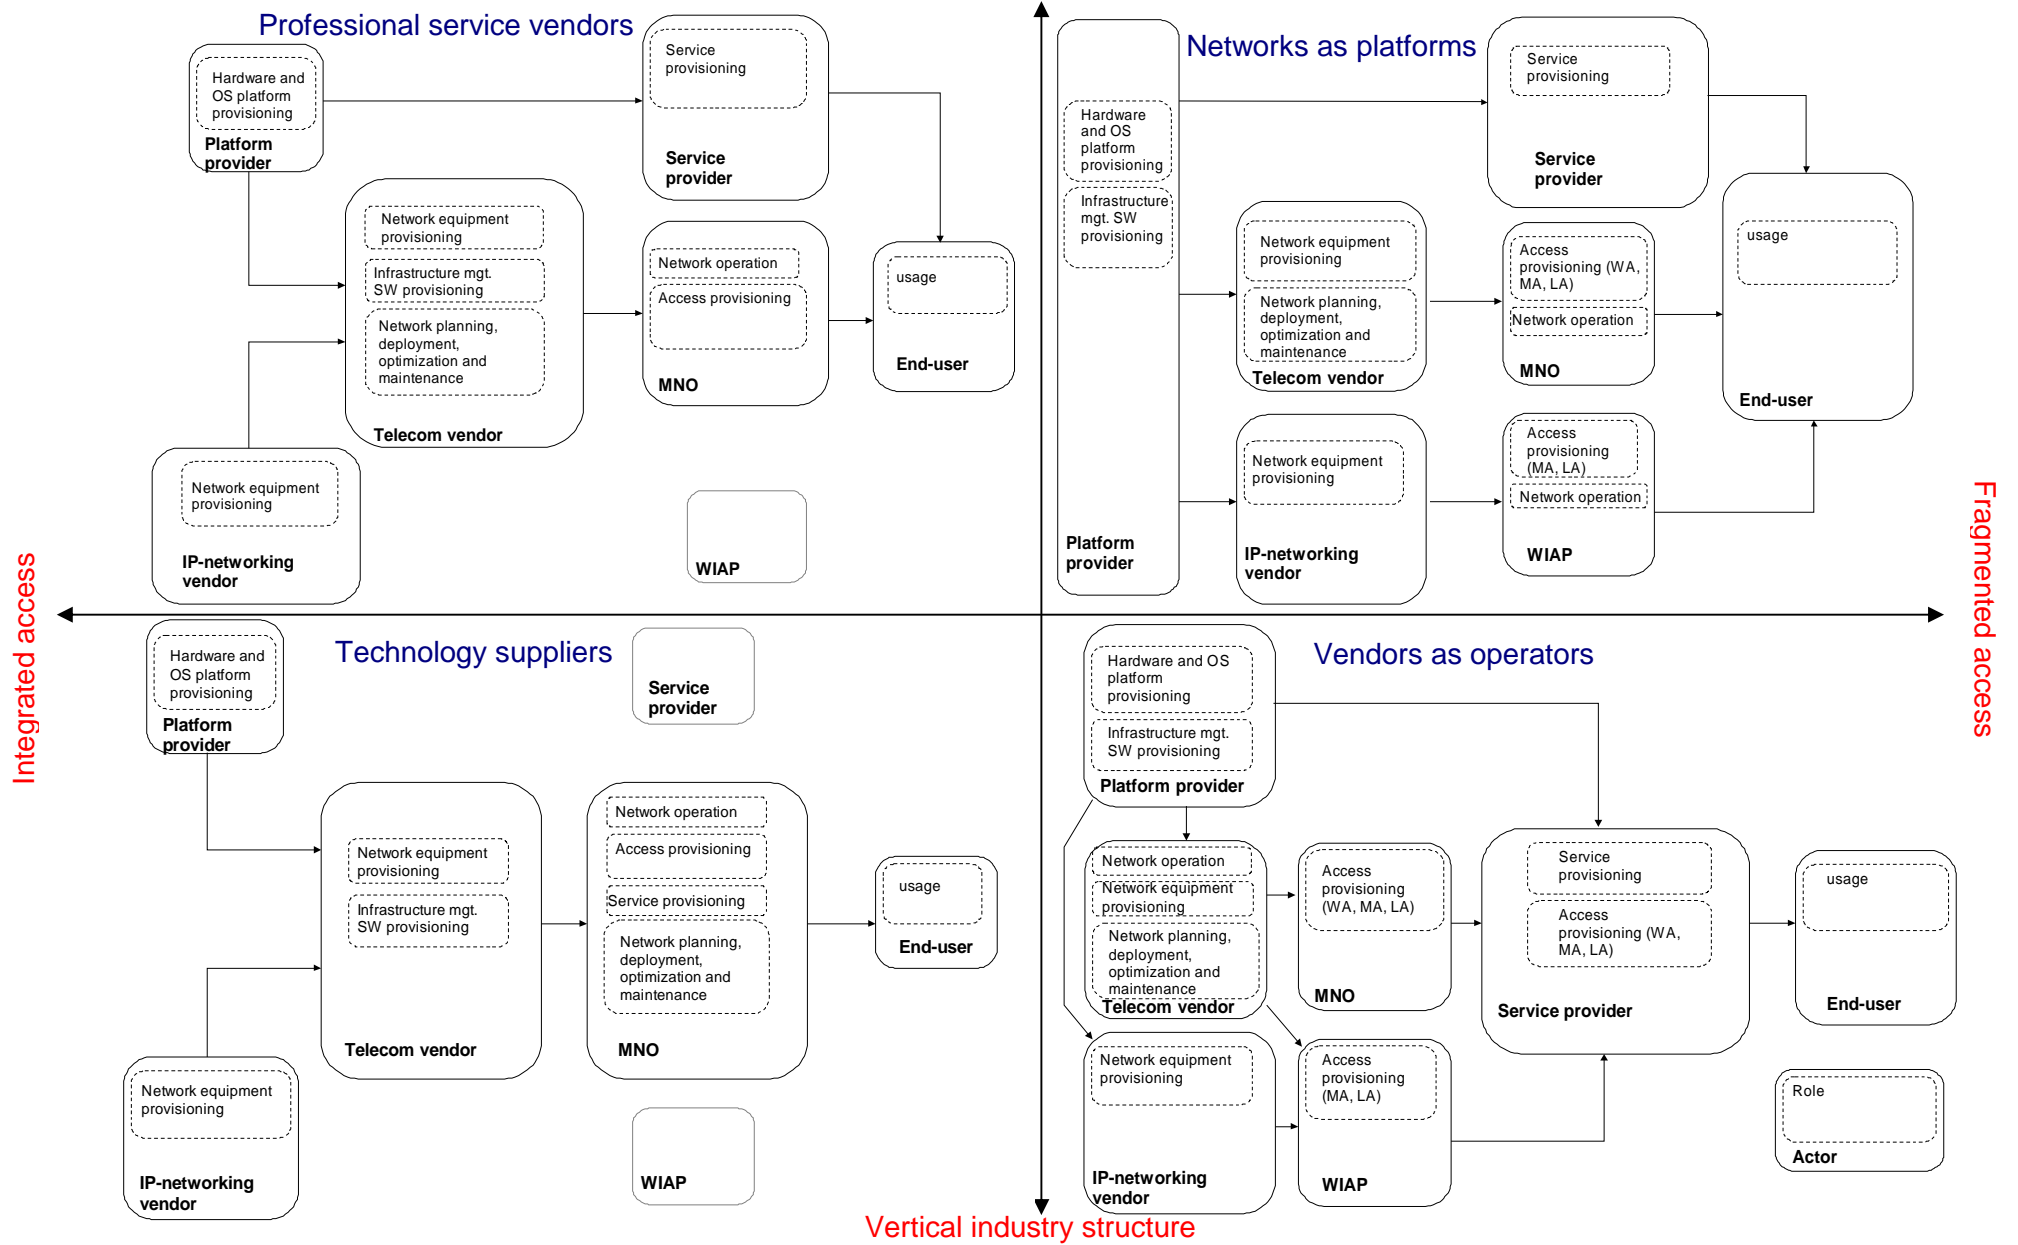 Professional service vendors
Hardware and
OS platform
provisioning
Platform
provider
Service
provisioning
Service
provider
Network equipment
provisioning
Infrastructure mgt.
SW provisioning
Network planning,
deployment,
optimization and
maintenance
Telecom vendor
Network operation
Access provisioning
MNO
usage
End-user
Network equipment
provisioning
IP-networking
vendor
WIAP
Networks as platforms
Hardware
and OS
platform
provisioning
Infrastructure
mgt. SW
provisioning
Platform
provider
Service
provisioning
Service
provider
Network equipment
provisioning
Network planning,
deployment,
optimization and
maintenance
Telecom vendor
Access
provisioning (WA,
MA, LA)
Network operation
MNO
usage
End-user
Network equipment
provisioning
IP-networking
vendor
Access
provisioning
(MA, LA)
Network operation
WIAP
Integrated access
Fragmented access
Technology suppliers
Hardware and
OS platform
provisioning
Platform
provider
Service
provider
Network equipment
provisioning
Infrastructure mgt.
SW provisioning
Telecom vendor
Network operation
Access provisioning
Service provisioning
Network planning,
deployment,
optimization and
maintenance
MNO
usage
End-user
Network equipment
provisioning
IP-networking
vendor
WIAP
Vendors as operators
Hardware and OS
platform
provisioning
Infrastructure mgt.
SW provisioning
Platform provider
Network operation
Network equipment
provisioning
Network planning,
deployment,
optimization and
maintenance
Telecom vendor
Access
provisioning
(WA, MA, LA)
MNO
Service
provisioning
Access
provisioning (WA,
MA, LA)
Service provider
usage
End-user
Network equipment
provisioning
IP-networking
vendor
Access
provisioning
(MA, LA)
WIAP
Role
Actor
Vertical industry structure